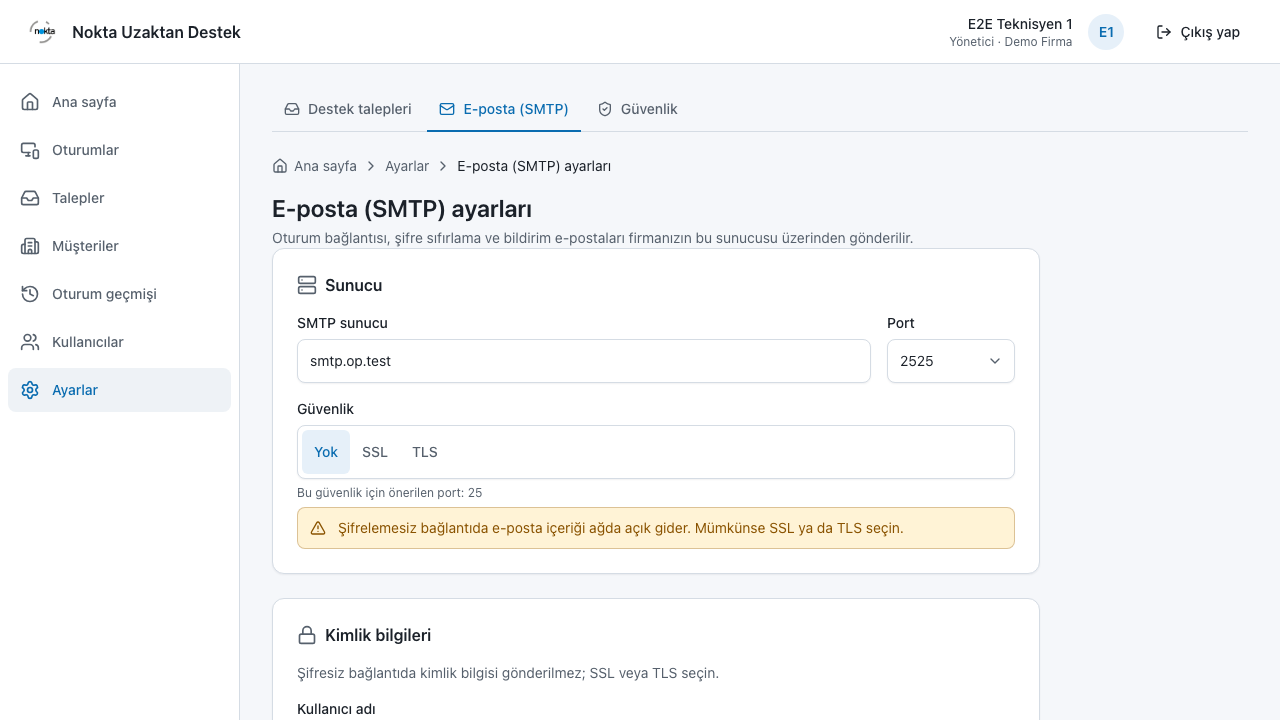 nokta
Nokta Uzaktan Destek
E2E Teknisyen 1
Yönetici · Demo Firma
E1
Çıkış yap
Ana sayfa
Oturumlar
Talepler
Müşteriler
Oturum geçmişi
Kullanıcılar
Ayarlar
Destek talepleri
E-posta (SMTP)
Güvenlik
Ana sayfa > Ayarlar > E-posta (SMTP) ayarları
E-posta (SMTP) ayarları
Oturum bağlantısı, şifre sıfırlama ve bildirim e-postaları firmanızın bu sunucusu üzerinden gönderilir.
Sunucu
SMTP sunucu
Port
smtp.op.test
2525
Güvenlik
Yok SSL TLS
Bu güvenlik için önerilen port: 25
Şifrelemesiz bağlantıda e-posta içeriği ağda açık gider. Mümkünse SSL ya da TLS seçin.
Kimlik bilgileri
Şifresiz bağlantıda kimlik bilgisi gönderilmez; SSL veya TLS seçin.
Kullanıcı adı